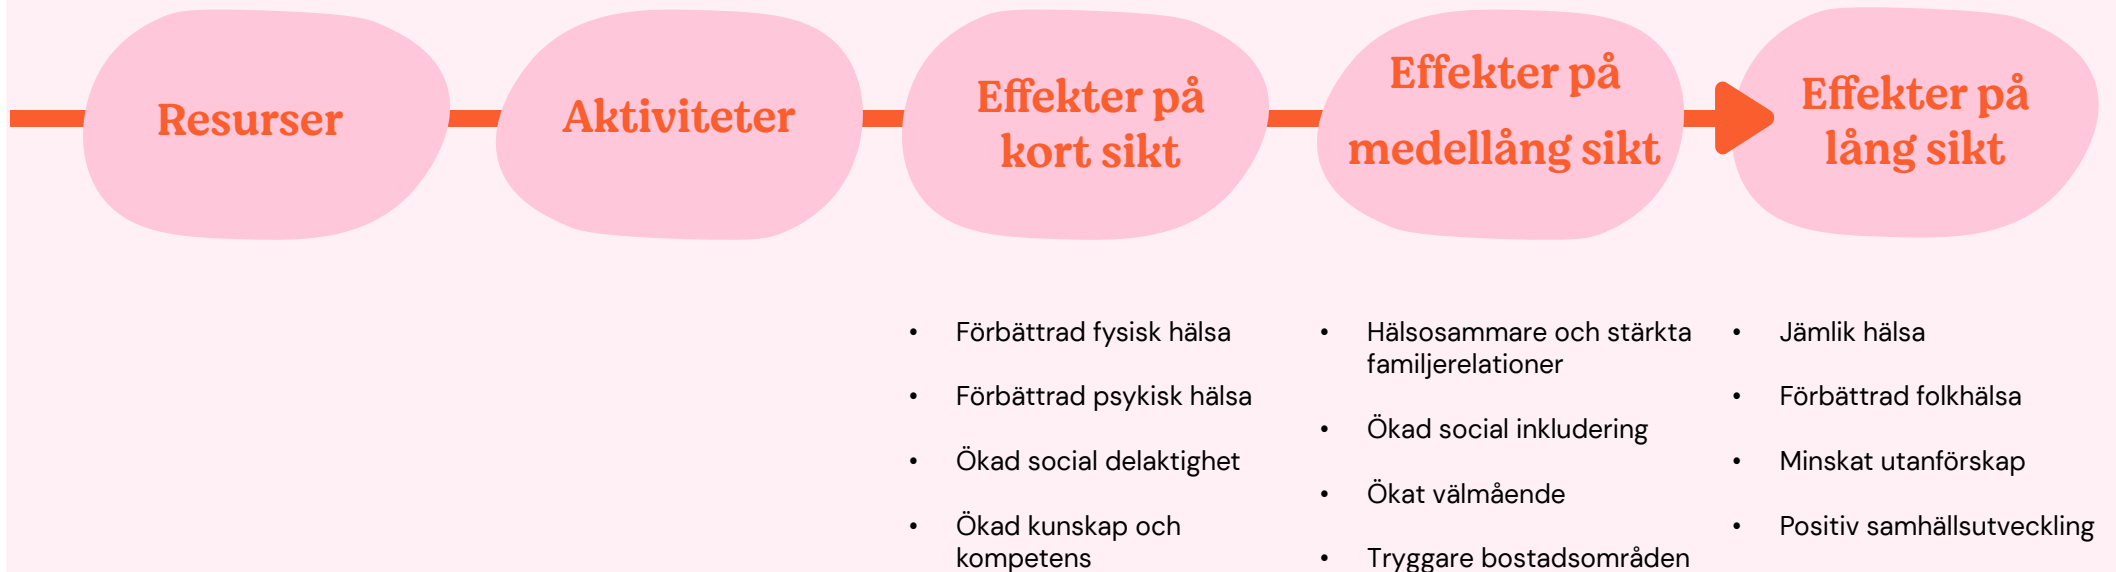 Resurser
Aktiviteter
Effekter på
kort sikt
Effekter på
medellång sikt
Effekter på
lång sikt
• Förbättrad fysisk hälsa
• Förbättrad psykisk hälsa
• Ökad social delaktighet
• Ökad kunskap och
kompetens
• Hälsosammare och stärkta
familjerelationer
• Ökad social inkludering
• Ökat välmående
• Tryggare bostadsområden
• Jämlik hälsa
• Förbättrad folkhälsa
• Minskat utanförskap
• Positiv samhällsutveckling